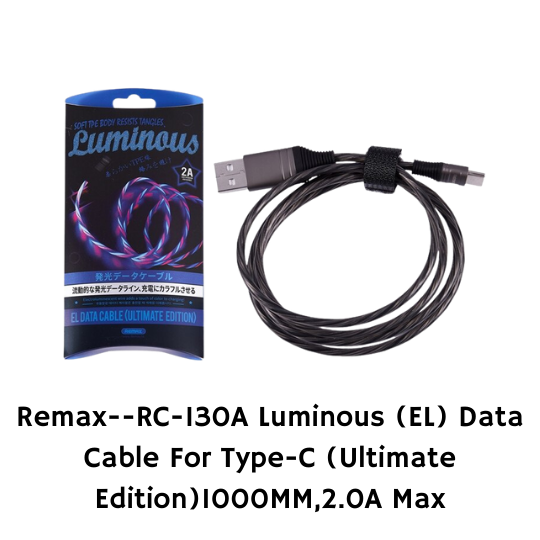 SOFT TPE BODY RESISTS TANGLES
Luminous
2A
発光データケーブル
流動的な発光データライン、充電にカラフルさせる
EL DATA CABLE (ULTIMATE EDITION)
Remax--RC-130A Luminous (EL) Data
Cable For Type-C (Ultimate
Edition)1000MM,2.0A Max